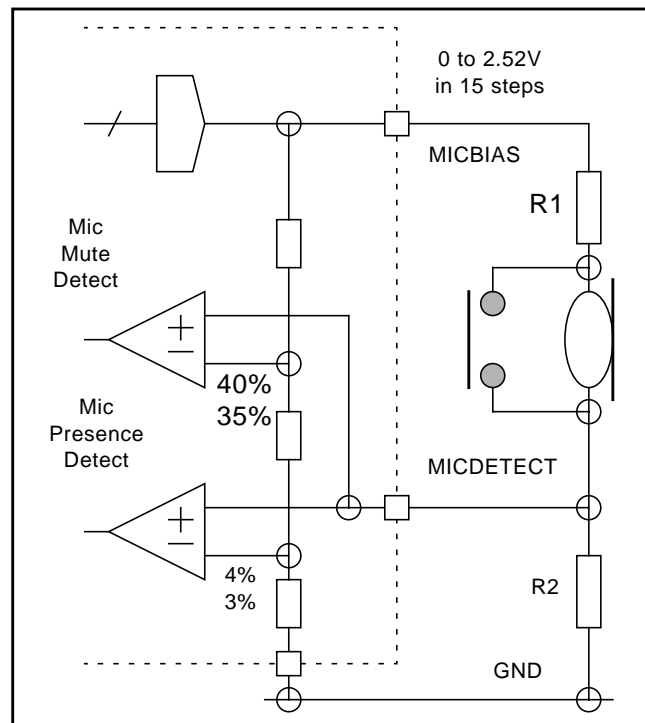 0 to 2.52V
in 15 steps
MICBIAS
R1
Mic
Mute
Detect
+
−
40%
35%
Mic
Presence
Detect
MICDETECT
+
−
4%
3%
R2
GND